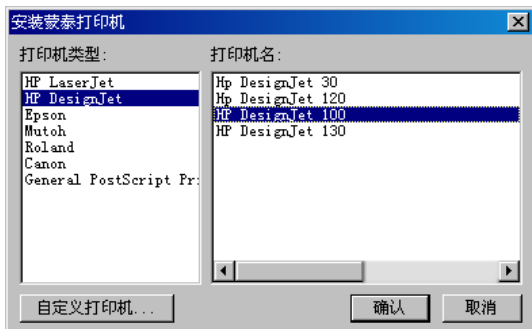 安装蒙泰打印机
打印机类型:
打印机名:
HP LaserJet
HP DesignJet
Epson
Mutoh
Roland
Canon
General PostScript Pr
Hp DesignJet 30
Hp DesignJet 120
HP DesignJet 100
HP DesignJet 130
自定义打印机...
确认
取消